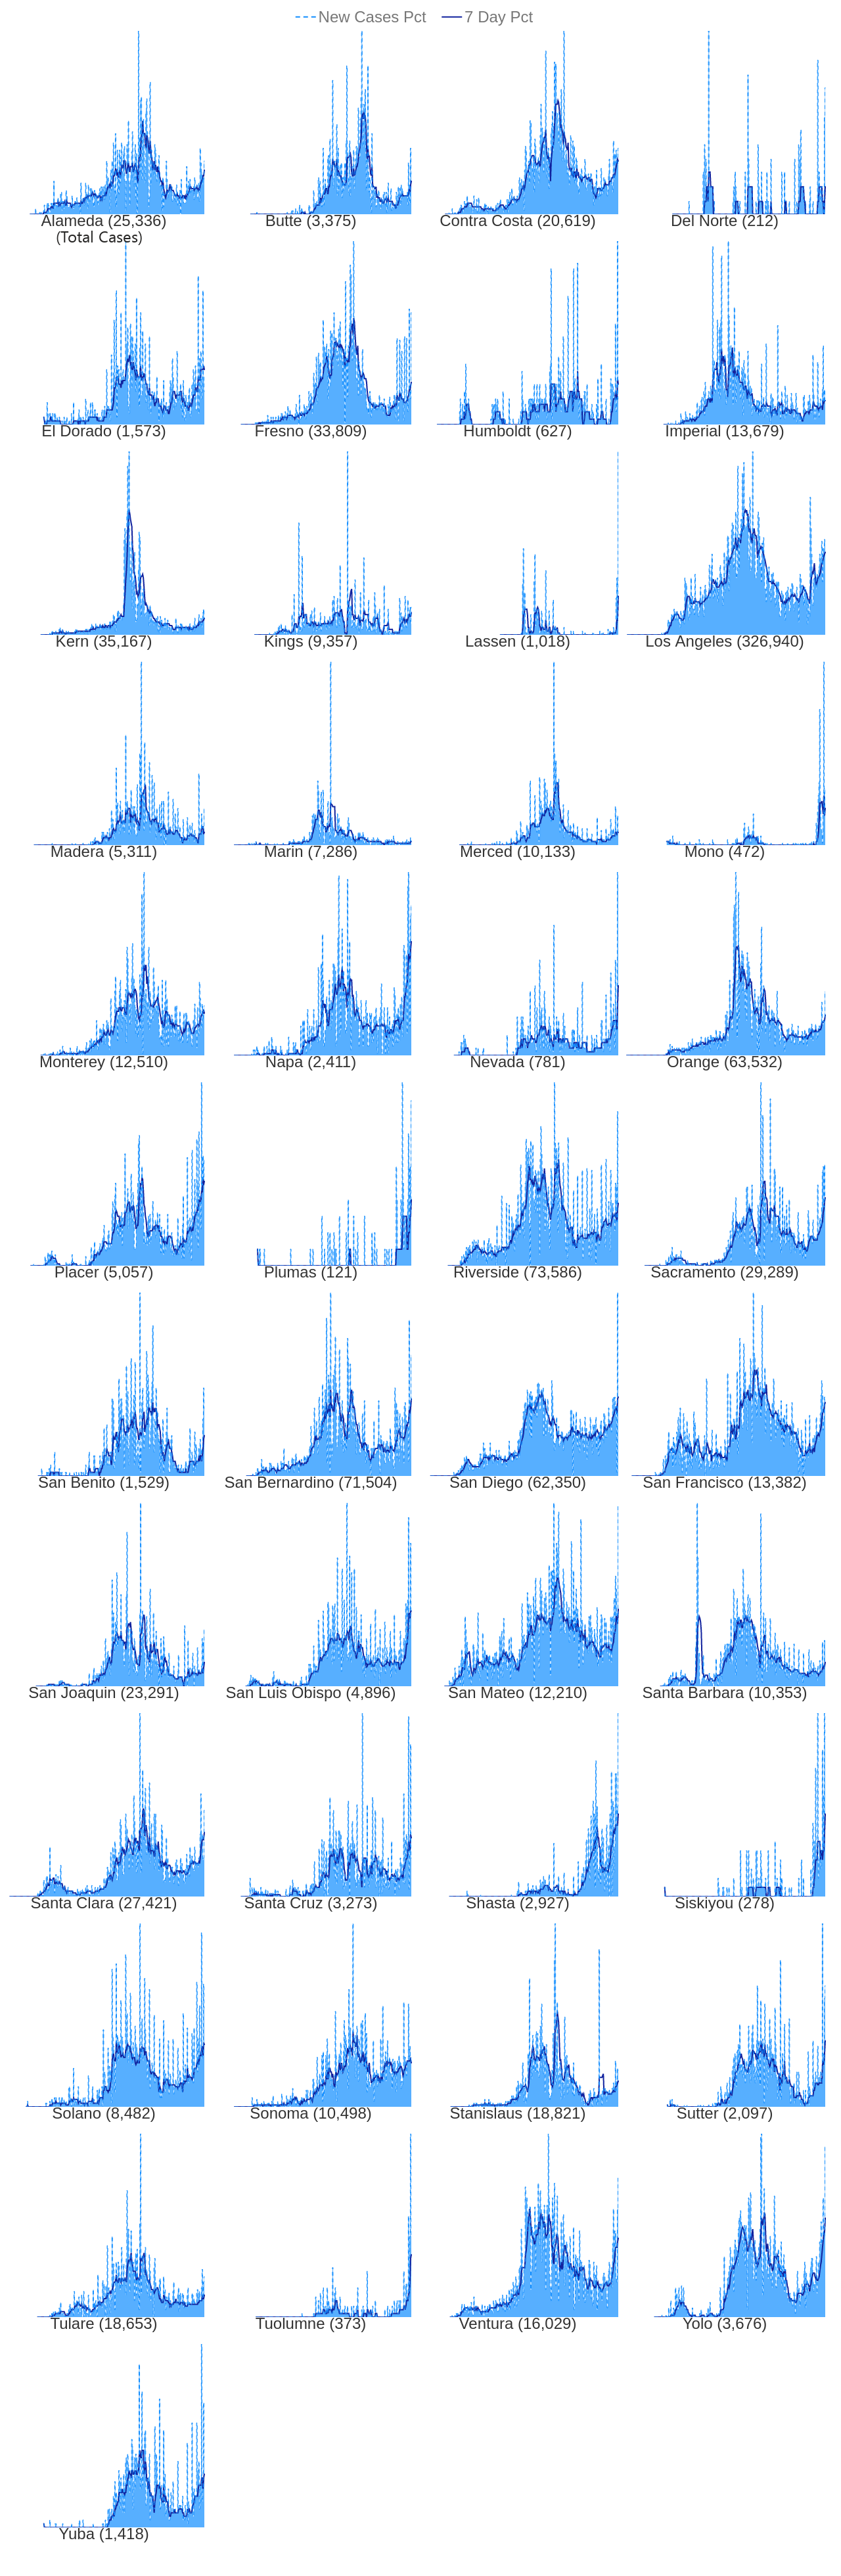 New Cases Pct 7 Day Pct
Alameda (25,336) Butte (3,375) Contra Costa (20,619) Del Norte (212)
(Total Cases)
El Dorado (1,573) Fresno (33,809) Humboldt (627) Imperial (13,679)
Kern (35,167) Kings (9,357) Lassen (1,018) Los Angeles (326,940)
Madera (5,311) Marin (7,286) Merced (10,133) Mono (472)
Monterey (12,510) Napa (2,411) Nevada (781) Orange (63,532)
Placer (5,057) Plumas (121) Riverside (73,586) Sacramento (29,289)
San Benito (1,529) San Bernardino (71,504) San Diego (62,350) San Francisco (13,382)
San Joaquin (23,291) San Luis Obispo (4,896) San Mateo (12,210) Santa Barbara (10,353)
Santa Clara (27,421) Santa Cruz (3,273) Shasta (2,927) Siskiyou (278)
Solano (8,482) Sonoma (10,498) Stanislaus (18,821) Sutter (2,097)
Tulare (18,653) Tuolumne (373) Ventura (16,029) Yolo (3,676)
Yuba (1,418)